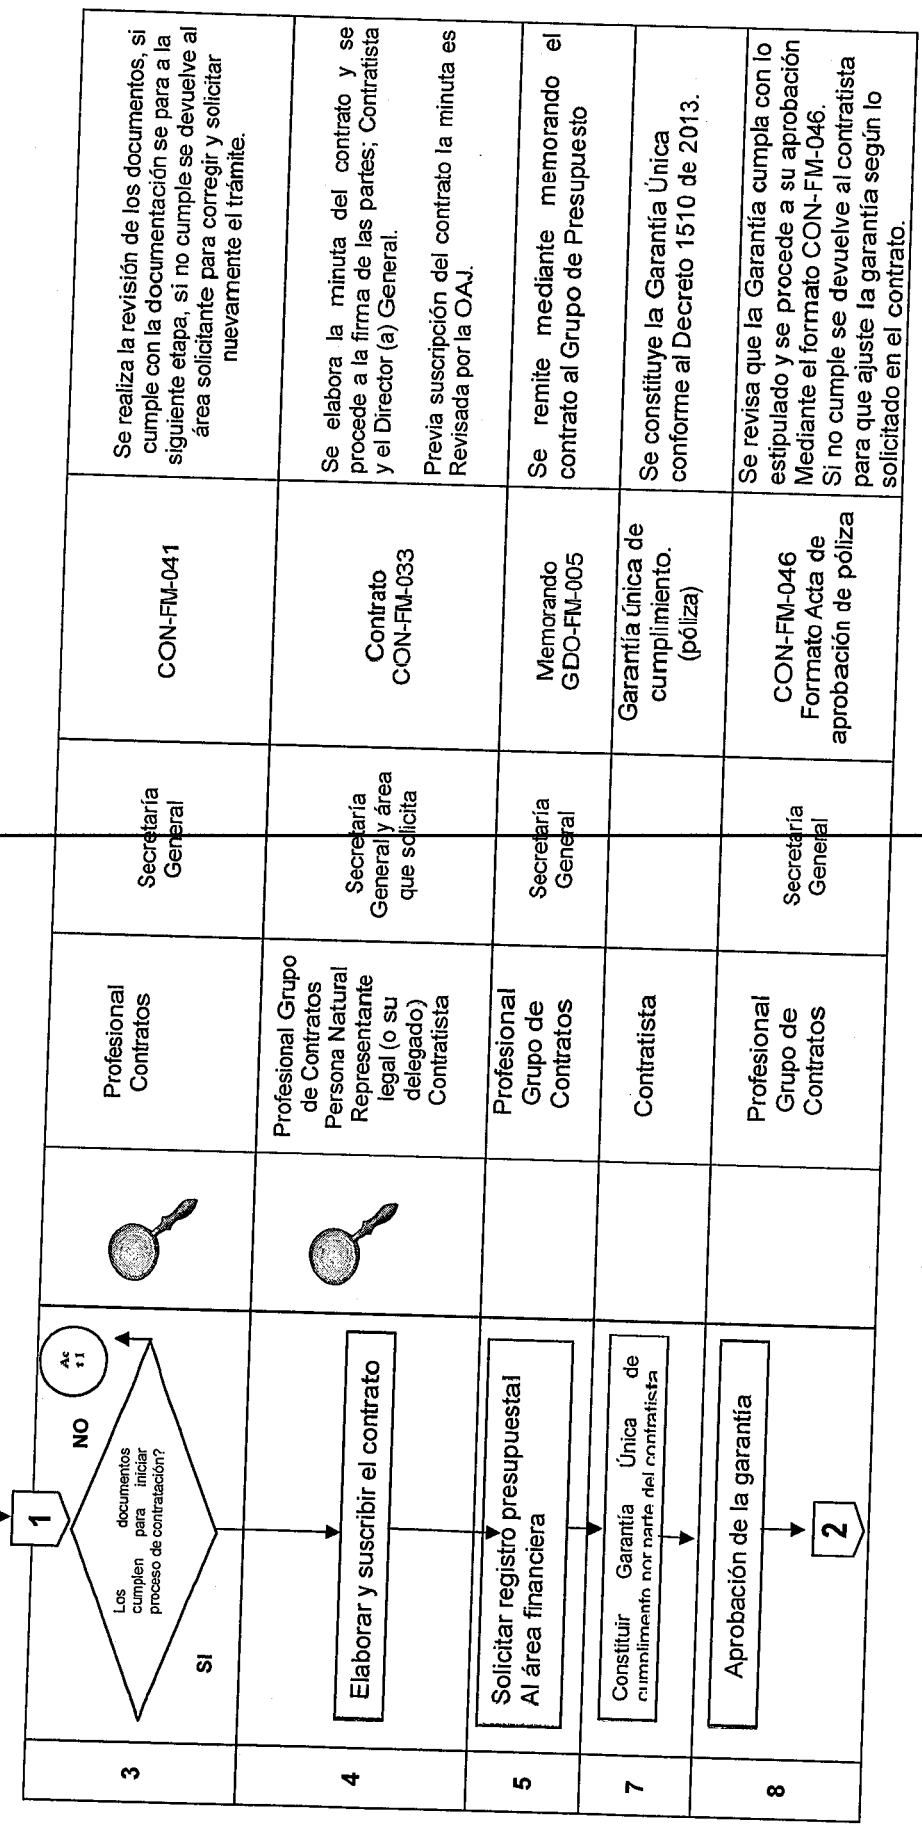 1
3
Los documentos
cumplen para iniciar
proceso de contratación?
NO
SI
Ac
t 1
Profesional
Contratos
Secretaría
General
CON-FM-041
Se realiza la revisión de los documentos, si
cumple con la documentación se para a la
siguiente etapa, si no cumple se devuelve al
área solicitante para corregir y solicitar
nuevamente el trámite.
4
Elaborar y suscribir el contrato
Profesional Grupo
de Contratos
Persona Natural
Representante
legal (o su
delegado)
Contratista
Secretaría
General y área
que solicita
Contrato
CON-FM-033
Se elabora la minuta del contrato y se
procede a la firma de las partes; Contratista
y el Director (a) General.
Previa suscripción del contrato la minuta es
Revisada por la OAJ.
5
Solicitar registro presupuestal
Al área financiera
Profesional
Grupo de
Contratos
Secretaría
General
Memorando
GDO-FM-005
Se remite mediante memorando el
contrato al Grupo de Presupuesto
7
Constituir Garantía Única de
cumplimento por parte del contratista
Contratista
Garantía única de
cumplimiento.
(póliza)
Se constituye la Garantía Única
conforme al Decreto 1510 de 2013.
8
Aprobación de la garantía
2
Profesional
Grupo de
Contratos
Secretaría
General
CON-FM-046
Formato Acta de
aprobación de póliza
Se revisa que la Garantía cumpla con lo
estipulado y se procede a su aprobación
Mediante el formato CON-FM-046.
Si no cumple se devuelve al contratista
para que ajuste la garantía según lo
solicitado en el contrato.